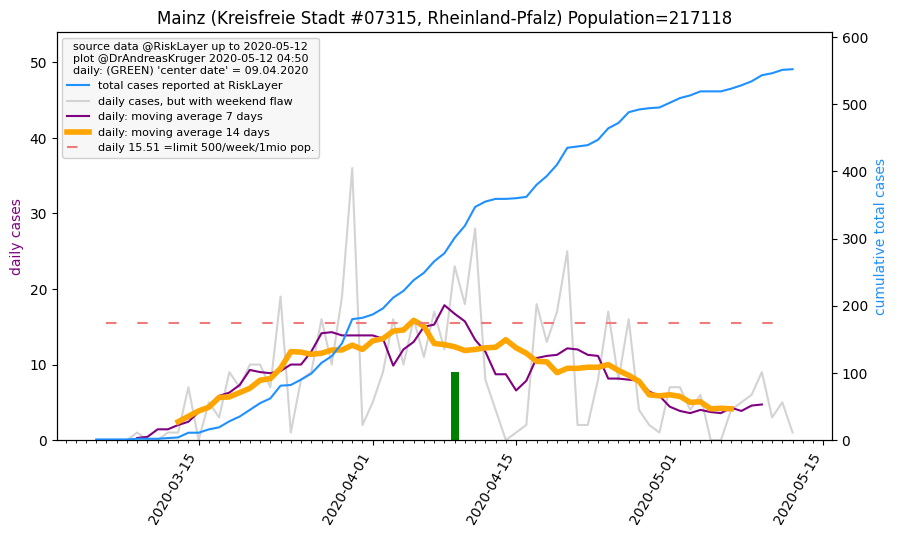 Mainz (Kreisfreie Stadt #07315, Rheinland-Pfalz) Population=217118
source data @RiskLayer up to 2020-05-12
plot @DrAndreasKruger 2020-05-12 04:50
daily: (GREEN) 'center date' = 09.04.2020
total cases reported at RiskLayer
daily cases, but with weekend flaw
daily: moving average 7 days
daily: moving average 14 days
daily 15.51 =limit 500/week/1mio pop.
daily cases
50
40
30
20
10
0
cumulative total cases
600
500
400
300
200
100
0
2020-03-15
2020-04-01
2020-04-15
2020-05-01
2020-05-15